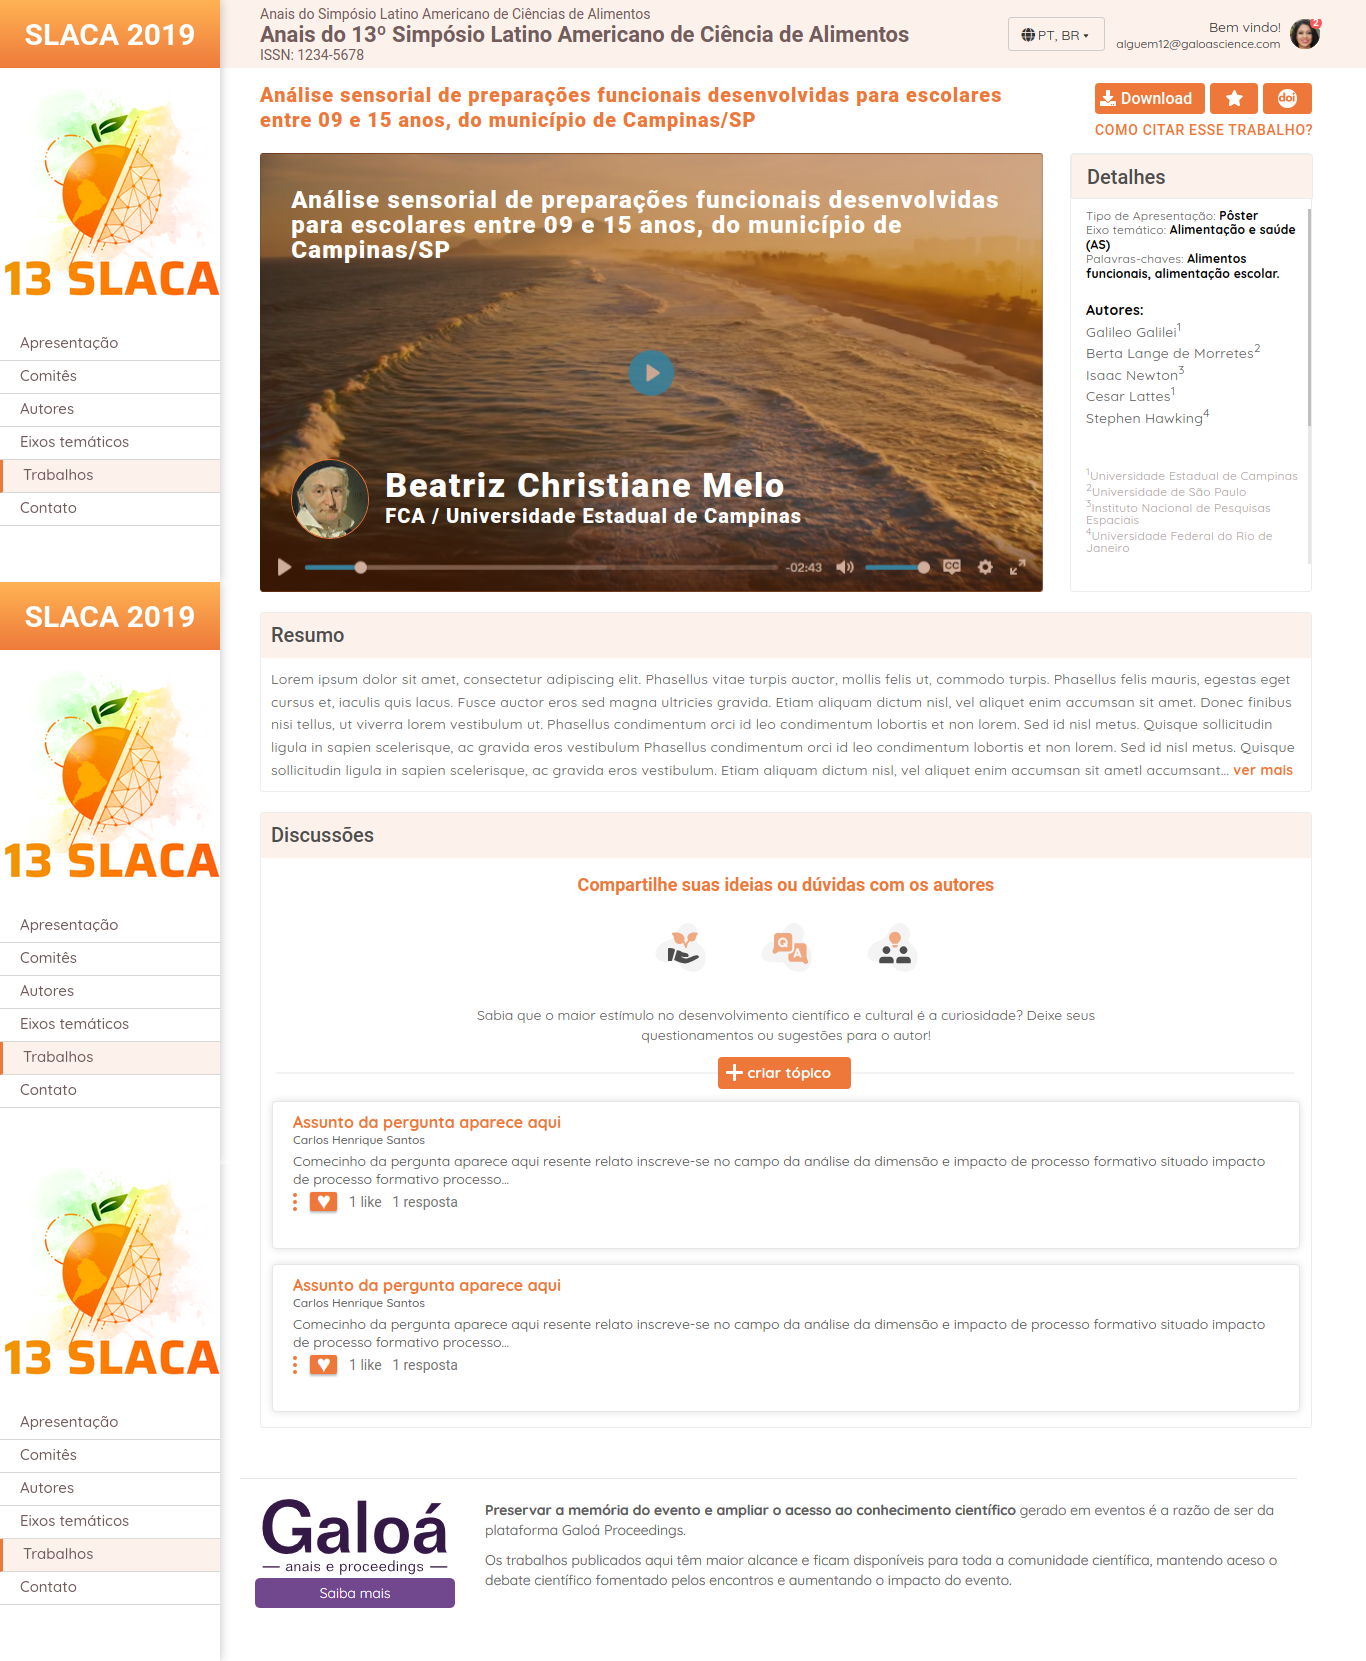 SLACA 2019
Anais do Simpósio Latino Americano de Ciências de Alimentos
Anais do 13º Simpósio Latino Americano de Ciência de Alimentos
ISSN: 1234-5678
PT, BR
Bem vindo!
alguem12@galoascience.com
2
13 SLACA
Apresentação
Comitês
Autores
Eixos temáticos
Trabalhos
Contato
Análise sensorial de preparações funcionais desenvolvidas para escolares
entre 09 e 15 anos, do município de Campinas/SP
Download
doi
COMO CITAR ESSE TRABALHO?
Análise sensorial de preparações funcionais desenvolvidas
para escolares entre 09 e 15 anos, do município de
Campinas/SP
Beatriz Christiane Melo
FCA / Universidade Estadual de Campinas
-02:43
CC
Detalhes
Tipo de Apresentação: Pôster
Eixo temático: Alimentação e saúde
(AS)
Palavras-chaves: Alimentos
funcionais, alimentação escolar.
Autores:
Galileo Galilei1
Berta Lange de Morretes2
Isaac Newton3
Cesar Lattes1
Stephen Hawking4
1Universidade Estadual de Campinas
2Universidade de São Paulo
3Instituto Nacional de Pesquisas
Espaciais
4Universidade Federal do Rio de
Janeiro
SLACA 2019
13 SLACA
Apresentação
Comitês
Autores
Eixos temáticos
Trabalhos
Contato
Resumo
Lorem ipsum dolor sit amet, consectetur adipiscing elit. Phasellus vitae turpis auctor, mollis felis ut, commodo turpis. Phasellus felis mauris, egestas eget
cursus et, iaculis quis lacus. Fusce auctor eros sed magna ultricies gravida. Etiam aliquam dictum nisl, vel aliquet enim accumsan sit amet. Donec finibus
nisi tellus, ut viverra lorem vestibulum ut. Phasellus condimentum orci id leo condimentum lobortis et non lorem. Sed id nisl metus. Quisque sollicitudin
ligula in sapien scelerisque, ac gravida eros vestibulum Phasellus condimentum orci id leo condimentum lobortis et non lorem. Sed id nisl metus. Quisque
sollicitudin ligula in sapien scelerisque, ac gravida eros vestibulum. Etiam aliquam dictum nisl, vel aliquet enim accumsan sit ametl accumsant... ver mais
Discussões
Compartilhe suas ideias ou dúvidas com os autores
Q
A
Sabia que o maior estímulo no desenvolvimento científico e cultural é a curiosidade? Deixe seus
questionamentos ou sugestões para o autor!
criar tópico
Assunto da pergunta aparece aqui
Carlos Henrique Santos
Comecinho da pergunta aparece aqui resente relato inscreve-se no campo da análise da dimensão e impacto de processo formativo situado impacto
de processo formativo processo...
1 like 1 resposta
Assunto da pergunta aparece aqui
Carlos Henrique Santos
Comecinho da pergunta aparece aqui resente relato inscreve-se no campo da análise da dimensão e impacto de processo formativo situado impacto
de processo formativo processo...
1 like 1 resposta
13 SLACA
Apresentação
Comitês
Autores
Eixos temáticos
Trabalhos
Contato
Galoá
anais e proceedings
Saiba mais
Preservar a memória do evento e ampliar o acesso ao conhecimento científico gerado em eventos é a razão de ser da
plataforma Galoá Proceedings.
Os trabalhos publicados aqui têm maior alcance e ficam disponíveis para toda a comunidade científica, mantendo aceso o
debate científico fomentado pelos encontros e aumentando o impacto do evento.